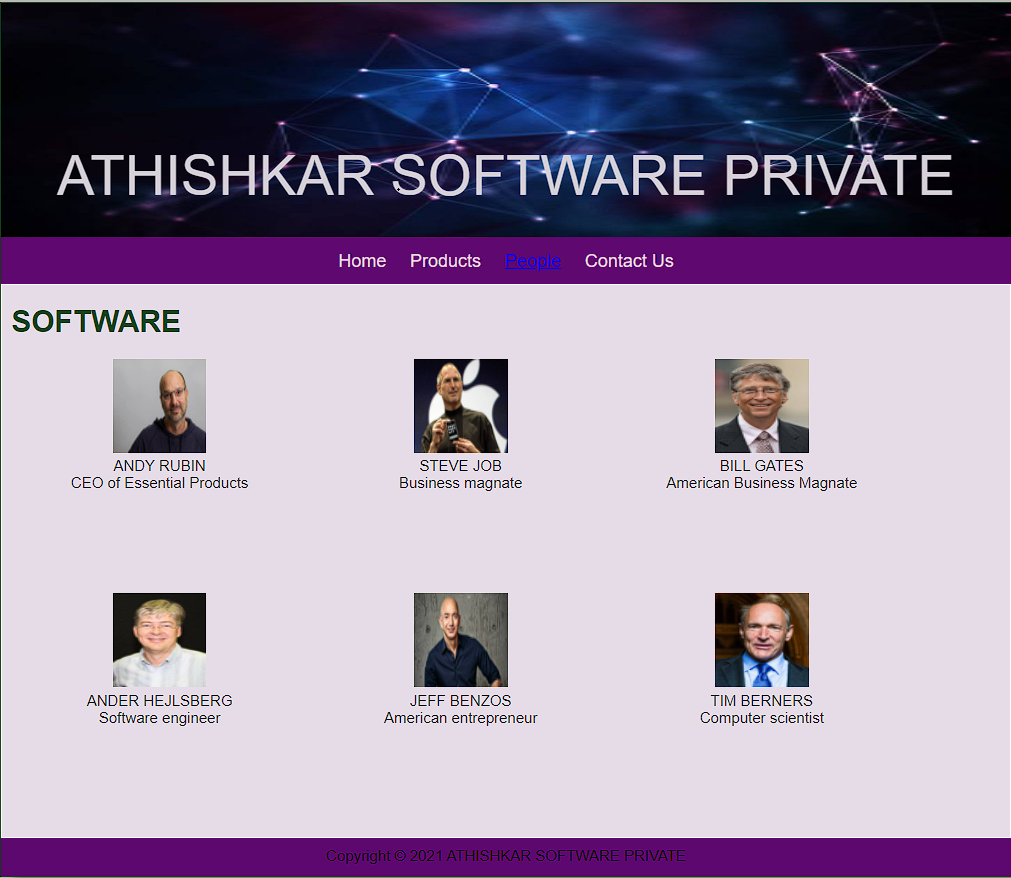 ATHISHKAR SOFTWARE PRIVATE
Home Products People Contact Us
SOFTWARE
ANDY RUBIN
CEO of Essential Products
STEVE JOB
Business magnate
BILL GATES
American Business Magnate
ANDER HEJLSBERG
Software engineer
JEFF BENZOS
American entrepreneur
TIM BERNERS
Computer scientist
Copyright © 2021 ATHISHKAR SOFTWARE PRIVATE